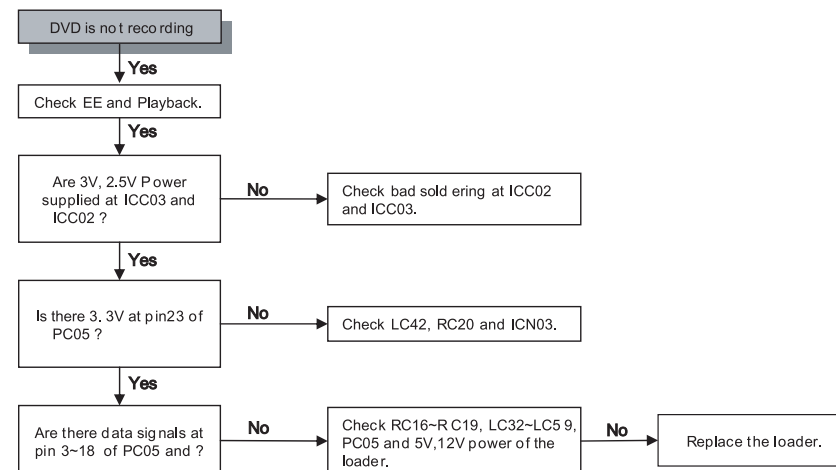 DVD is not recording
Yes
Check EE and Playback.
Yes
Are 3V, 2.5V Power
supplied at ICC03 and
ICC02 ?
No
Check bad soldering at ICC02
and ICC03.
Yes
Is there 3.3V at pin23 of
PC05 ?
No
Check LC42, RC20 and ICN03.
Yes
Are there data signals at
pin 3~18 of PC05 and ?
No
Check RC16~RC19, LC32~LC59,
PC05 and 5V,12V power of the
loader.
No
Replace the loader.